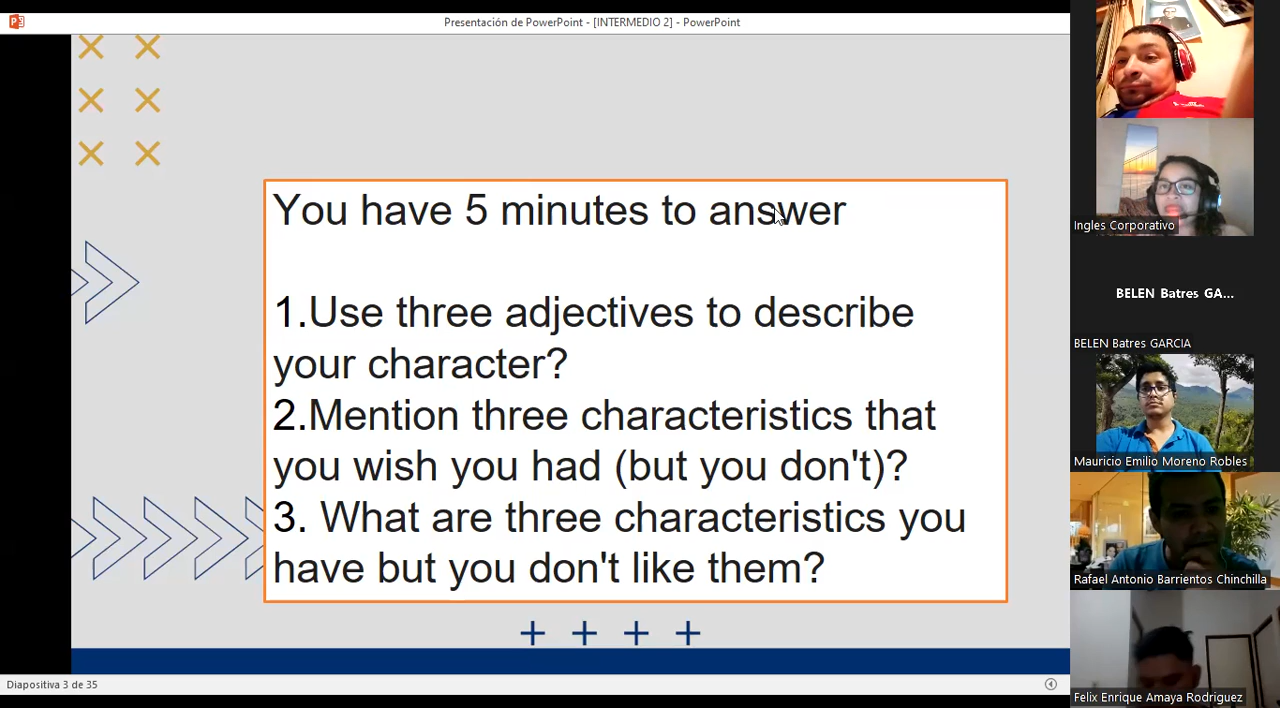 Presentación de PowerPoint - [INTERMEDIO 2] - PowerPoint
You have 5 minutes to answer
1.Use three adjectives to describe
your character?
2.Mention three characteristics that
you wish you had (but you don't)?
3. What are three characteristics you
have but you don't like them?
Diapositiva 3 de 35
Ingles Corporativo
BELEN Batres GA...
BELEN Batres GARCIA
Mauricio Emilio Moreno Robles
Rafael Antonio Barrientos Chinchilla
Felix Enrique Amaya Rodriguez